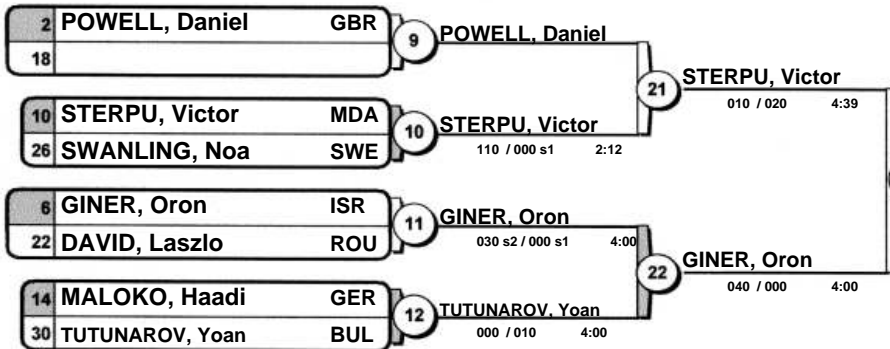 2 POWELL, Daniel GBR
18
9 POWELL, Daniel
10 STERPU, Victor MDA
26 SWANLING, Noa SWE
10 STERPU, Victor
110 / 000 s1 2:12
21 STERPU, Victor
010 / 020 4:39
6 GINER, Oron ISR
22 DAVID, Laszlo ROU
11 GINER, Oron
030 s2 / 000 s1 4:00
14 MALOKO, Haadi GER
30 TUTUNAROV, Yoan BUL
12 TUTUNAROV, Yoan
000 / 010 4:00
22 GINER, Oron
040 / 000 4:00